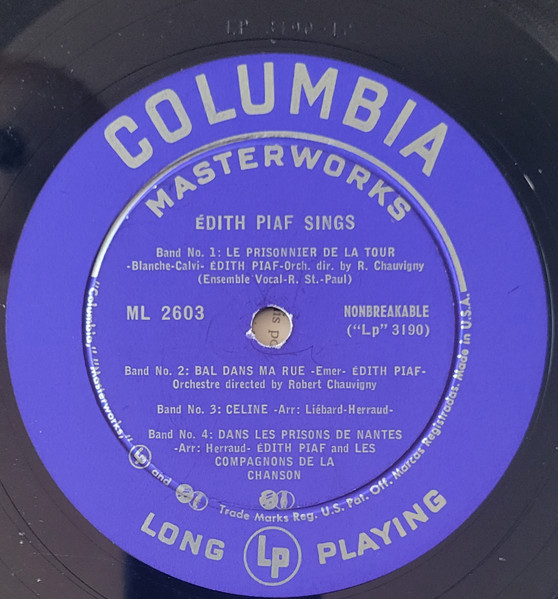 COLUMBIA
MASTERWORKS
ÉDITH PIAF SINGS
Band No. 1: LE PRISONNIER DE LA TOUR
-Blanche-Calvi- ÉDITH PIAF-Orch. dir. by R. Chauvigny
(Ensemble Vocal-R. St.-Paul)
ML 2603
NONBREAKABLE
("Lp" 3190)
Band No. 2: BAL DANS MA RUE -Emer- ÉDITH PIAF-
Orchestre directed by Robert Chauvigny
Band No. 3: CELINE -Arr: Liébard-Herraud-
Band No. 4: DANS LES PRISONS DE NANTES
-Arr: Herraud- ÉDITH PIAF and LES
COMPAGNONS DE LA
CHANSON
"Columbia," "Masterworks," Lp and Trade Marks Reg. U.S. Pat. Off. Marcas Registradas. Made in U.S.A.
LONG Lp PLAYING